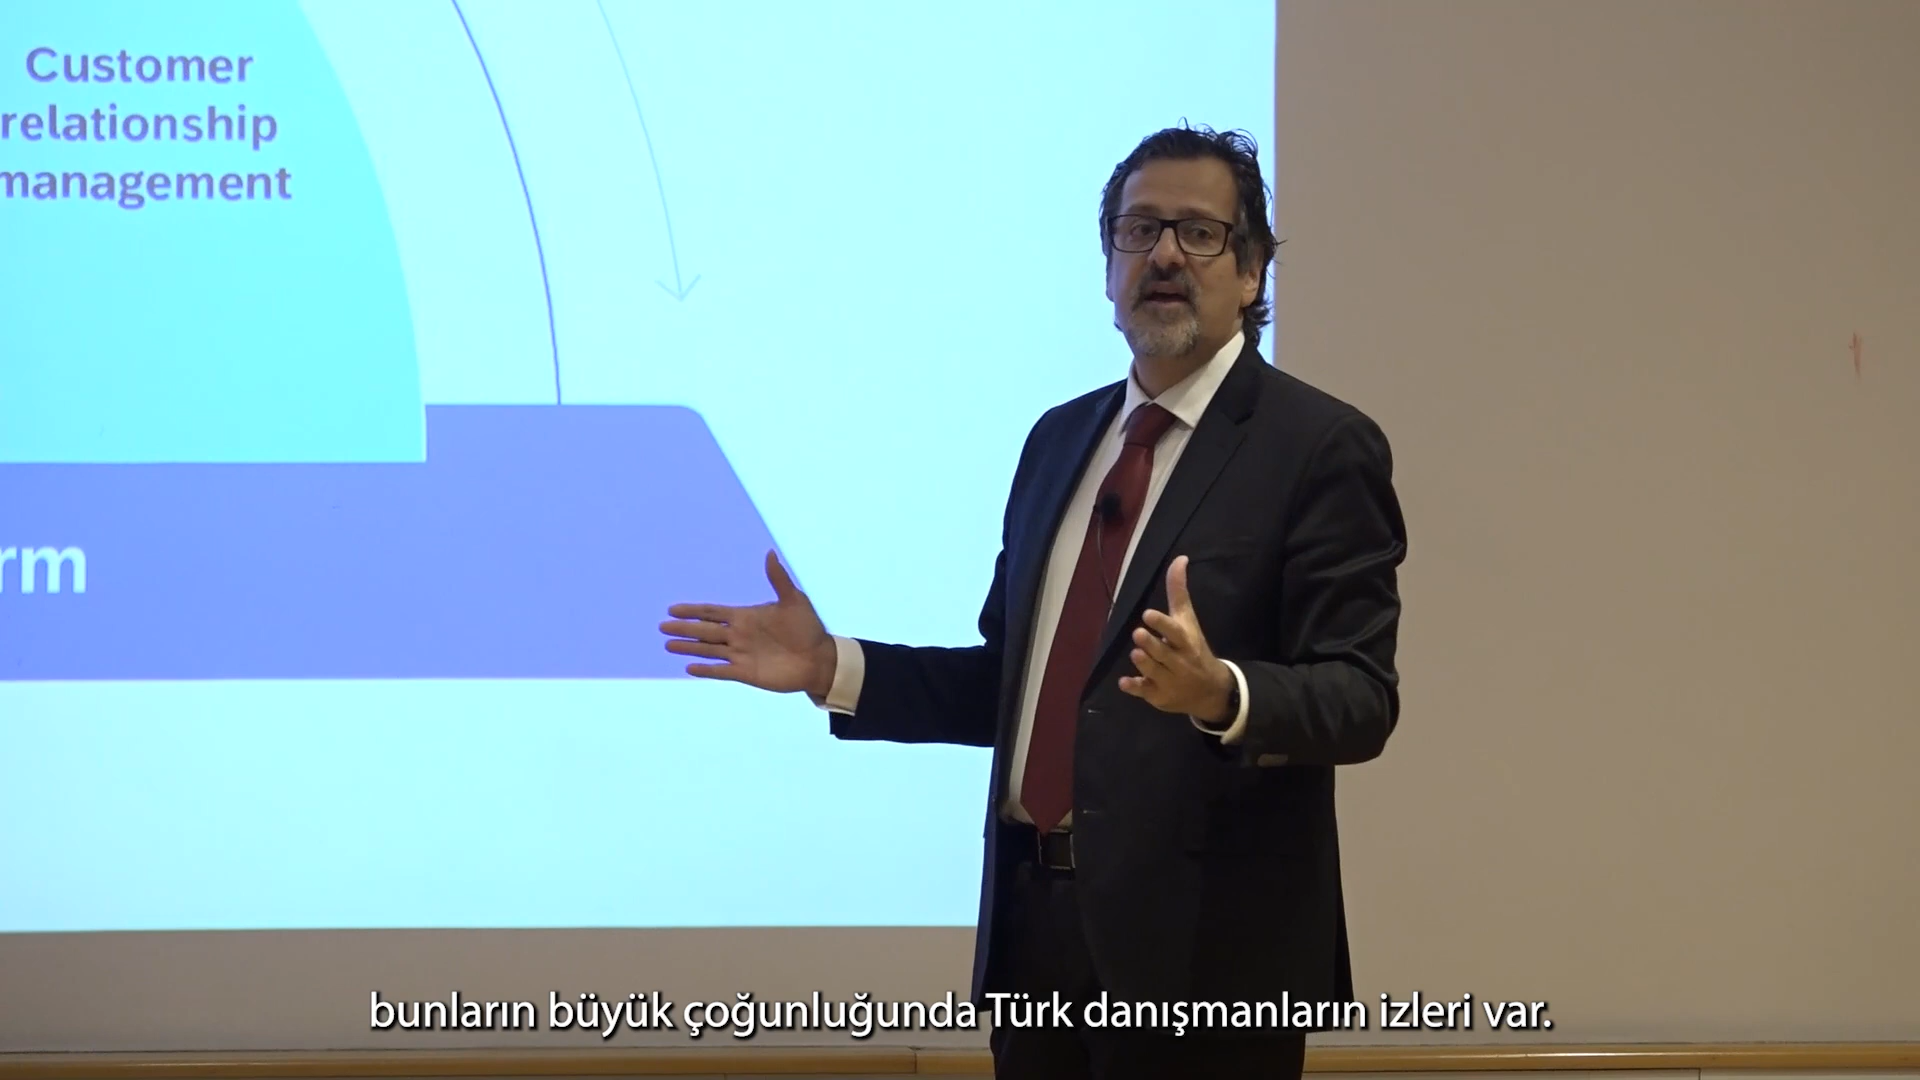 Customer
relationship
management
rm
bunların büyük çoğunluğunda Türk danışmanların izleri var.